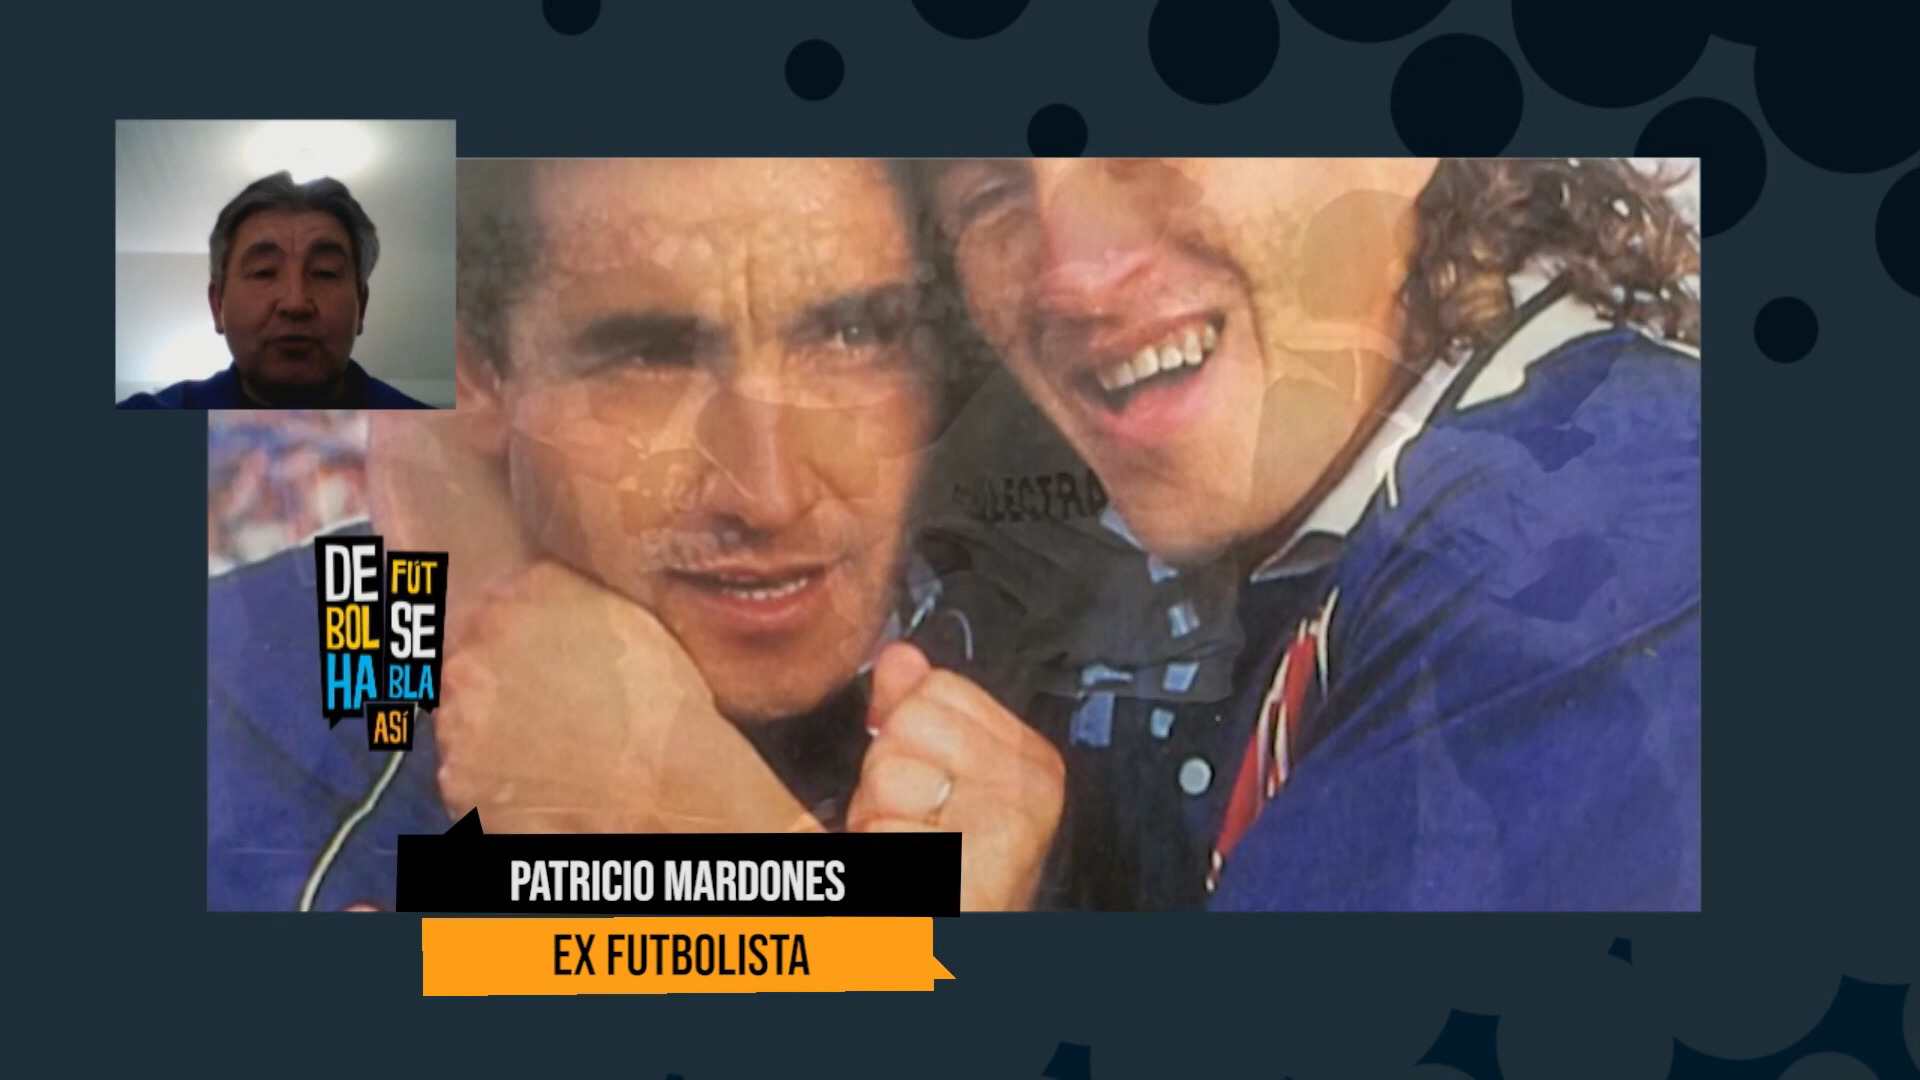 DE FÚT
BOL SE
HA BLA
ASÍ
PATRICIO MARDONES
EX FUTBOLISTA